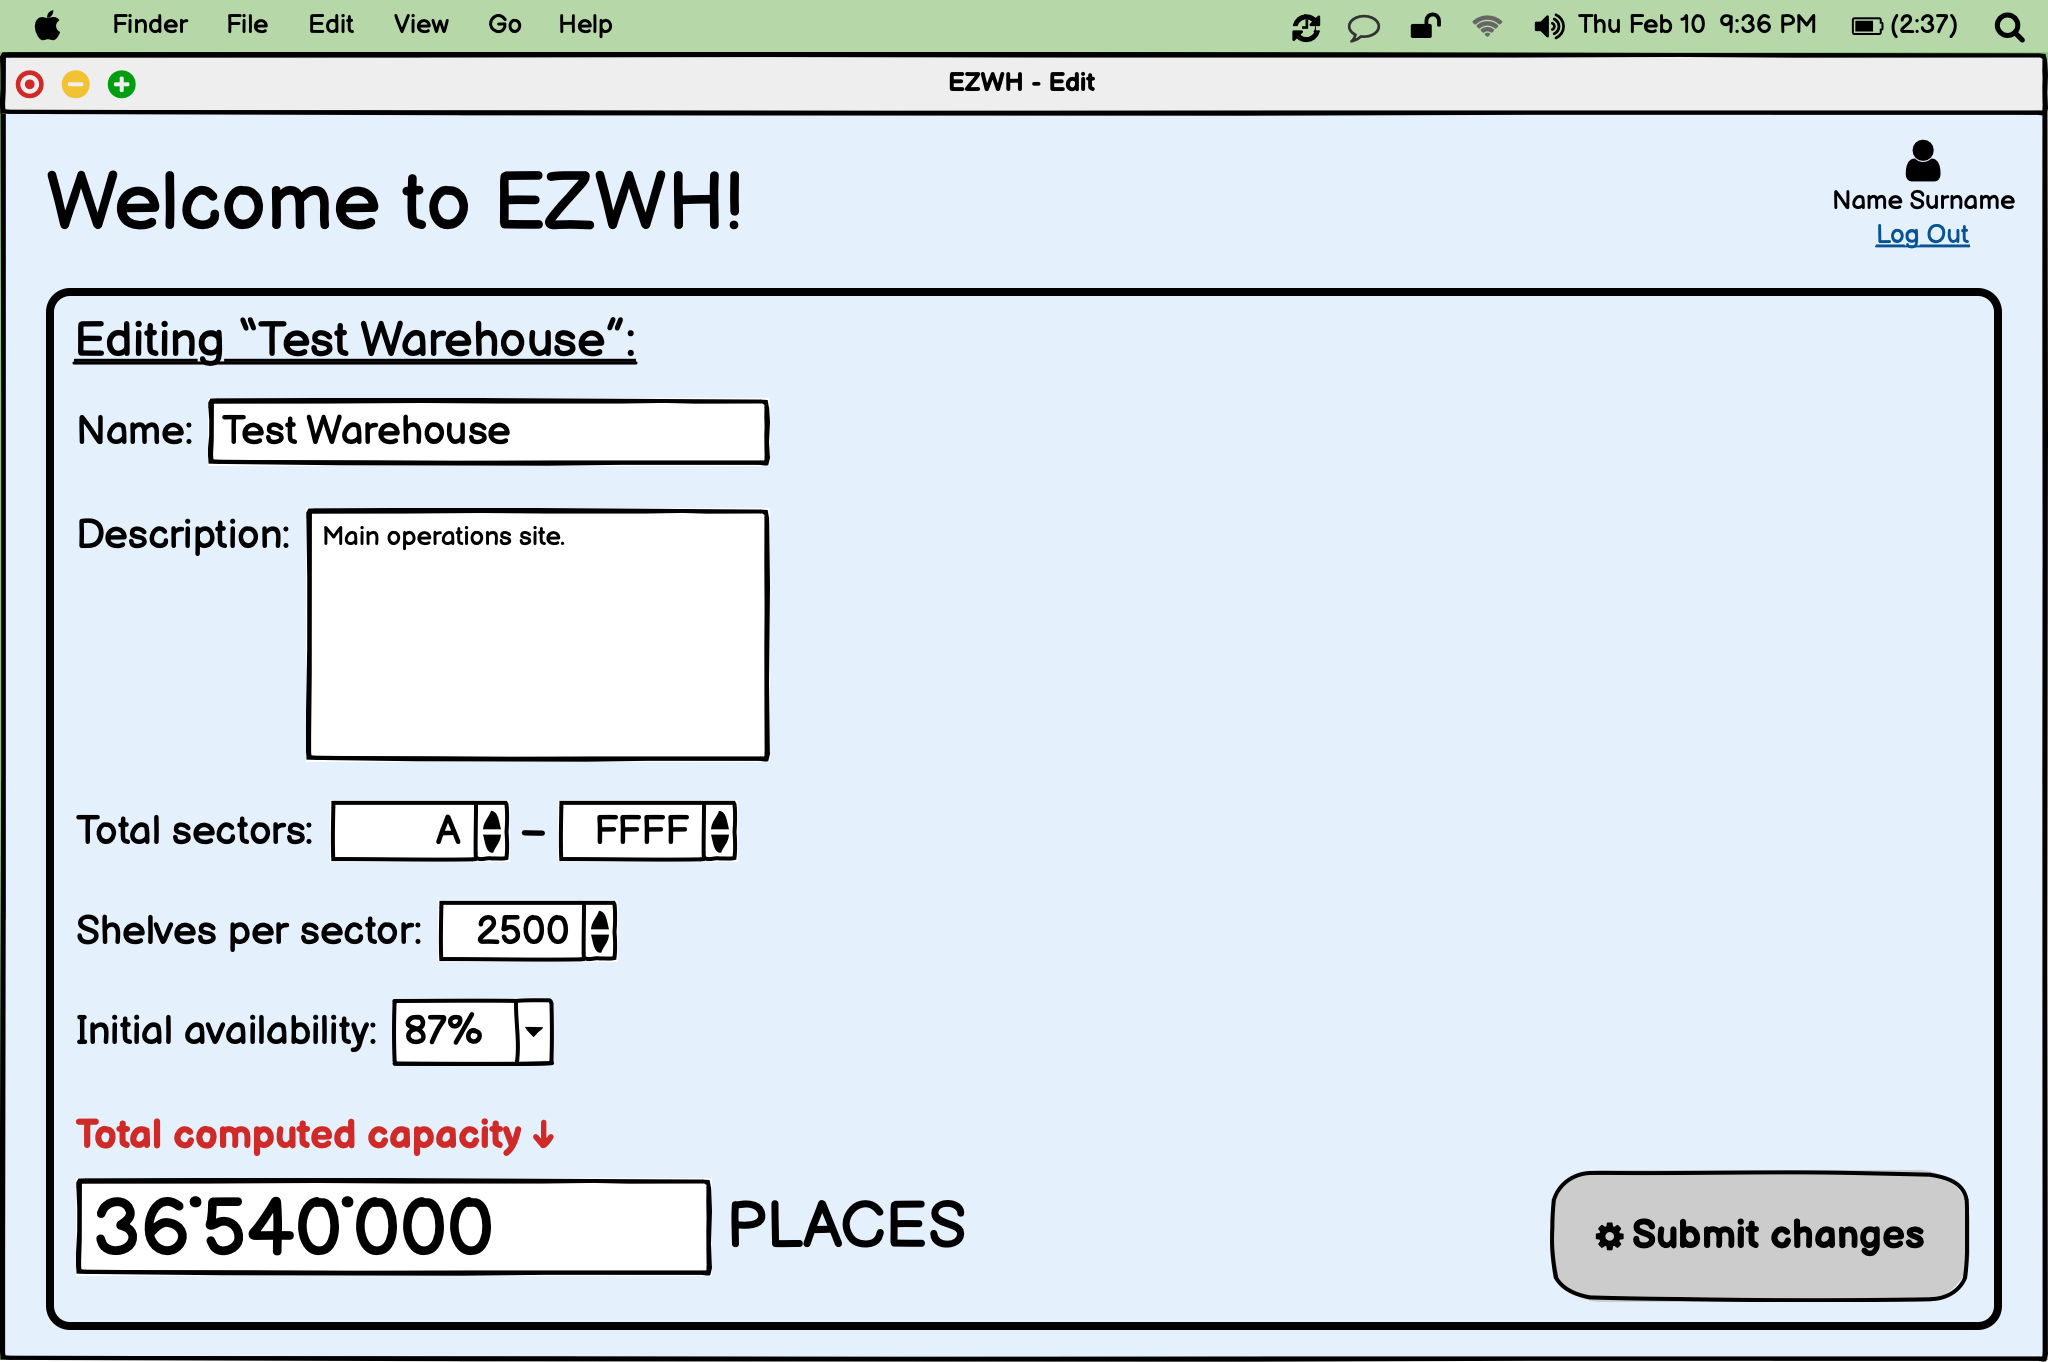 Finder File Edit View Go Help Thu Feb 10 9:36 PM (2:37)
EZWH - Edit
Welcome to EZWH!
Name Surname
Log Out
Editing “Test Warehouse”:
Name: Test Warehouse
Description: Main operations site.
Total sectors: A - FFFF
Shelves per sector: 2500
Initial availability: 87%
Total computed capacity ↓
36˙540˙000 PLACES
Submit changes